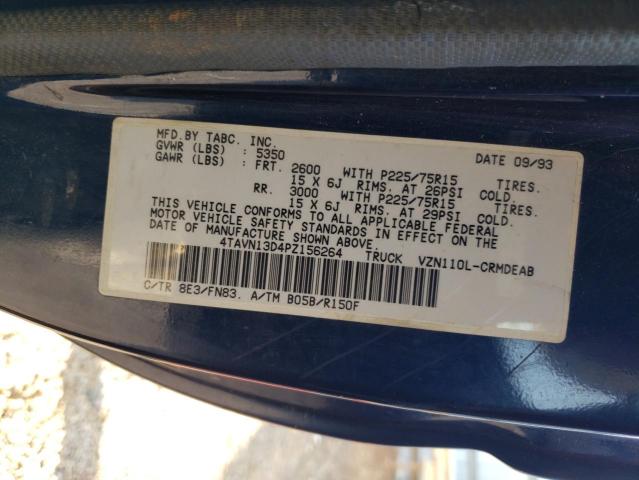 MFD.BY TABC. INC. DATE 09/93
GVWR (LBS) : 5350
GAWR (LBS) : FRT. 2600 WITH P225/75R15 TIRES.
15 X 6J RIMS. AT 26PSI COLD.
RR. 3000 WITH P225/75R15 TIRES.
15 X 6J RIMS. AT 29PSI COLD.
THIS VEHICLE CONFORMS TO ALL APPLICABLE FEDERAL
MOTOR VEHICLE SAFETY STANDARDS IN EFFECT ON THE
DATE OF MANUFACTURE SHOWN ABOVE.
4TAVN13D4PZ156264 TRUCK VZN110L-CRMDEAB
C/TR 8E3/FN83. A/TM B05B/R150F